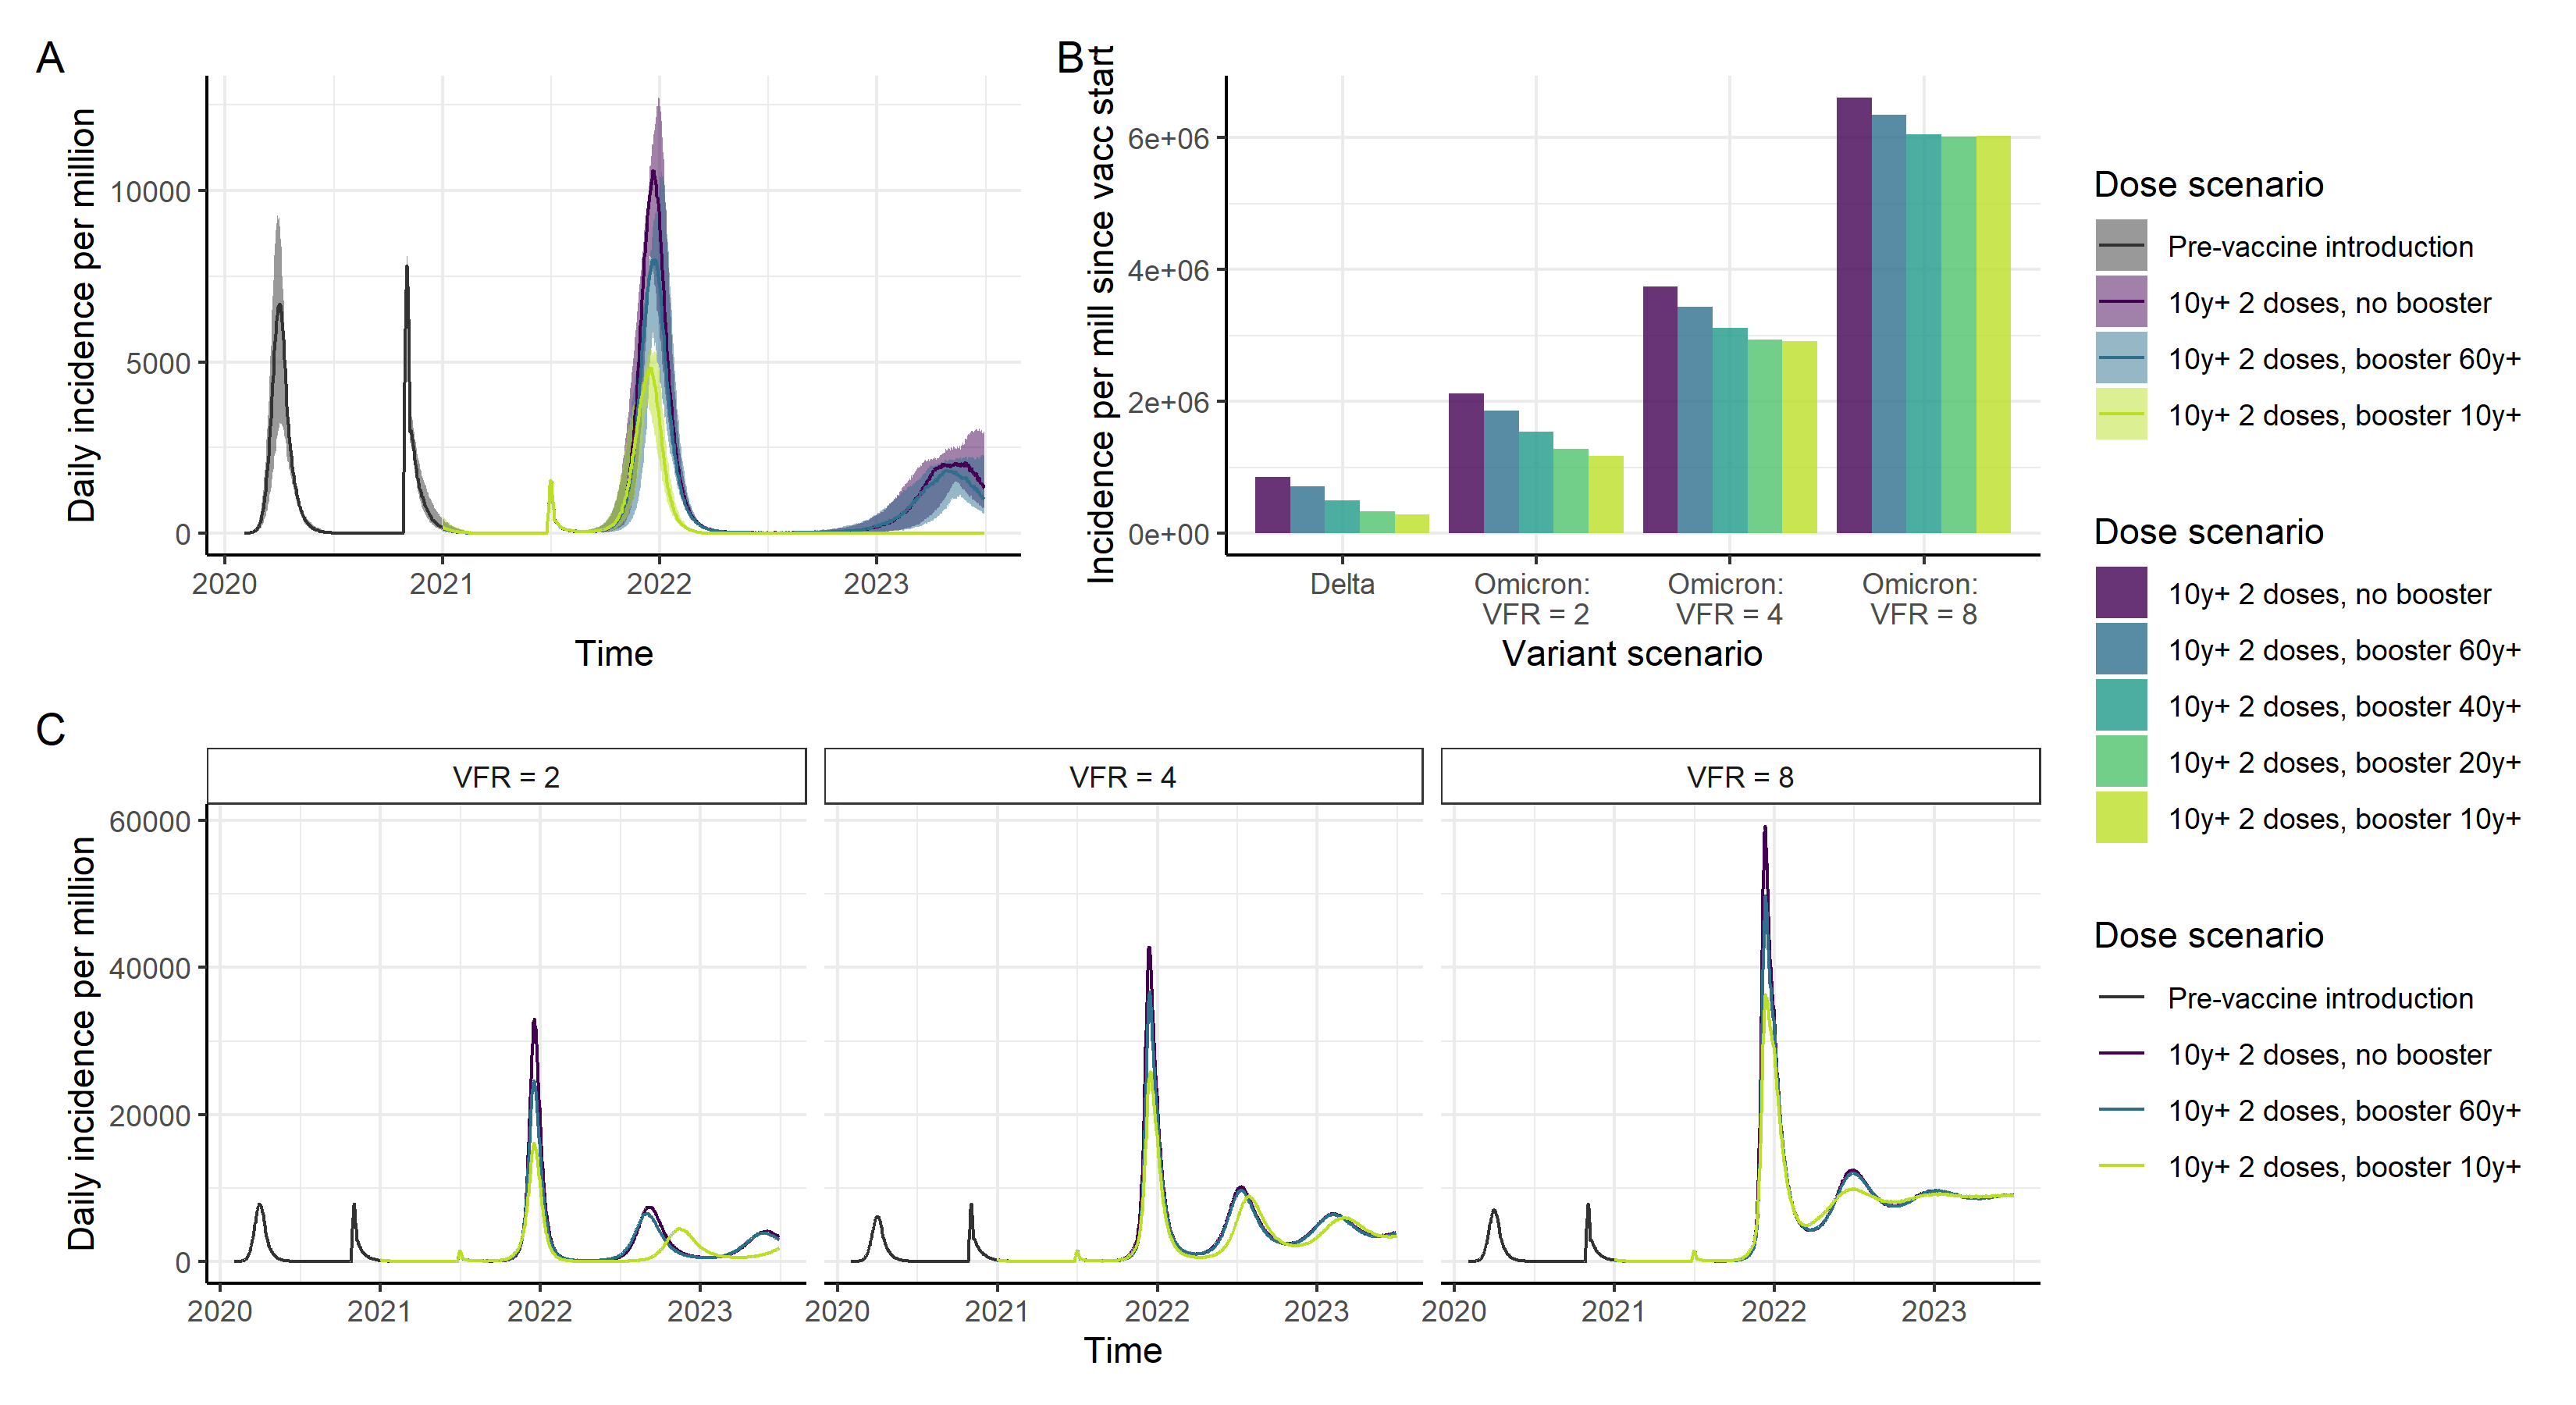 A
Daily incidence per million
10000
5000
0
2020 2021 2022 2023
Time
B
Incidence per mill since vacc start
6e+06
4e+06
2e+06
0e+00
Delta
Omicron:
VFR = 2
Omicron:
VFR = 4
Omicron:
VFR = 8
Variant scenario
Dose scenario
Pre-vaccine introduction
10y+ 2 doses, no booster
10y+ 2 doses, booster 60y+
10y+ 2 doses, booster 10y+
Dose scenario
10y+ 2 doses, no booster
10y+ 2 doses, booster 60y+
10y+ 2 doses, booster 40y+
10y+ 2 doses, booster 20y+
10y+ 2 doses, booster 10y+
C
VFR = 2
VFR = 4
VFR = 8
Daily incidence per million
60000
40000
20000
0
2020 2021 2022 2023
2020 2021 2022 2023
2020 2021 2022 2023
Time
Dose scenario
Pre-vaccine introduction
10y+ 2 doses, no booster
10y+ 2 doses, booster 60y+
10y+ 2 doses, booster 10y+